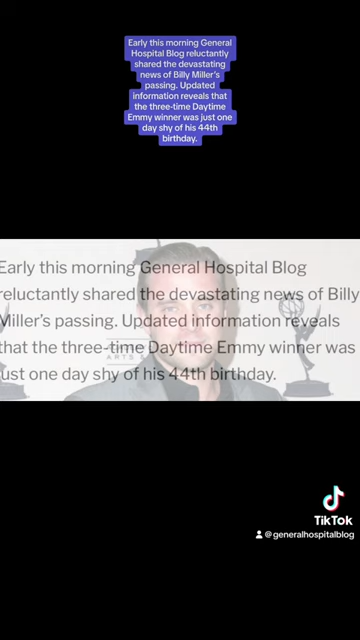 Early this morning General
Hospital Blog reluctantly
shared the devastating
news of Billy Miller's
passing. Updated
information reveals that
the three-time Daytime
Emmy winner was just one
day shy of his 44th
birthday.
Early this morning General Hospital Blog
reluctantly shared the devastating news of Billy
Miller's passing. Updated information reveals
that the three-time Daytime Emmy winner was
just one day shy of his 44th birthday.
ARTS
TikTok
@generalhospitalblog